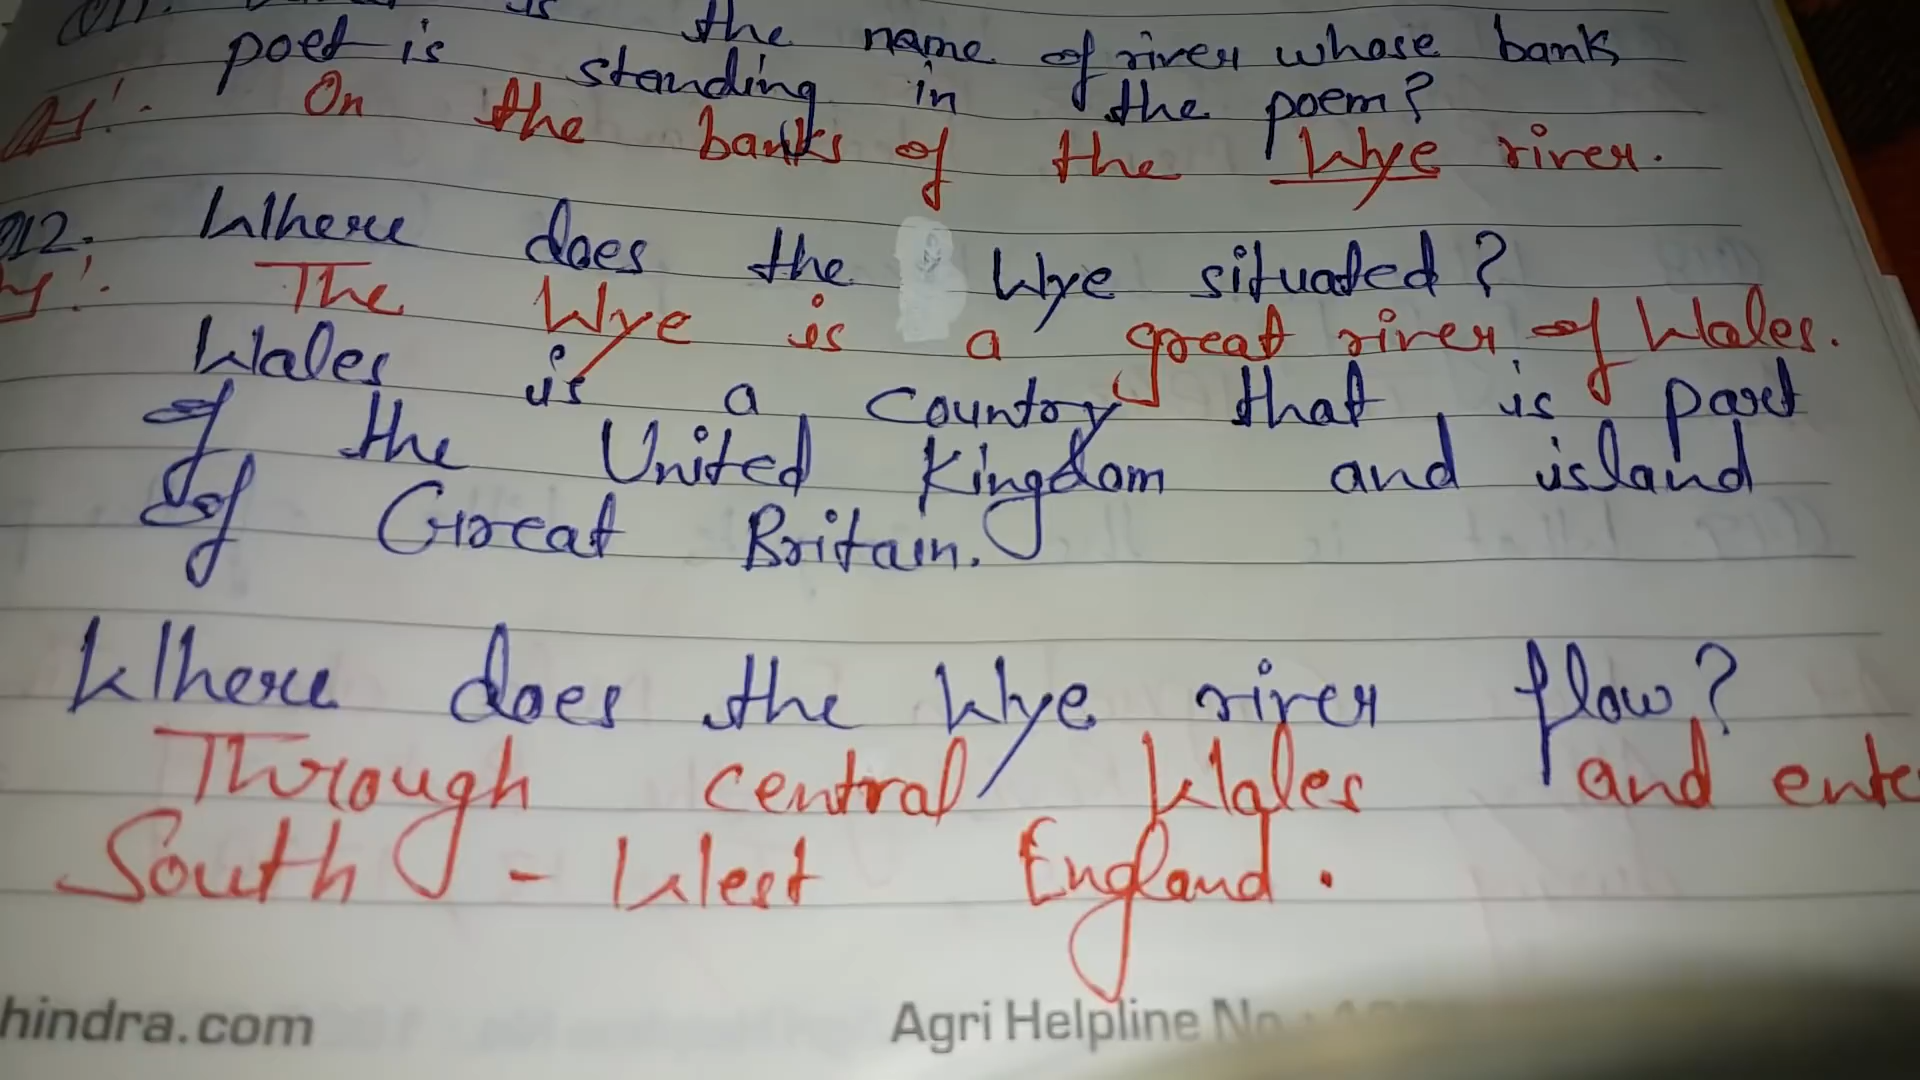 is the name of river whose bank
poet is standing in the poem?
On the banks of the Wye river.
Q12. Where does the Wye situated?
The Wye is a great river of Wales.
Wales is a country that is part
of the United Kingdom and island
of Great Britain.
Where does the Wye river flow?
Through central Wales and ente
South - West England.
hindra.com Agri Helpline No.: